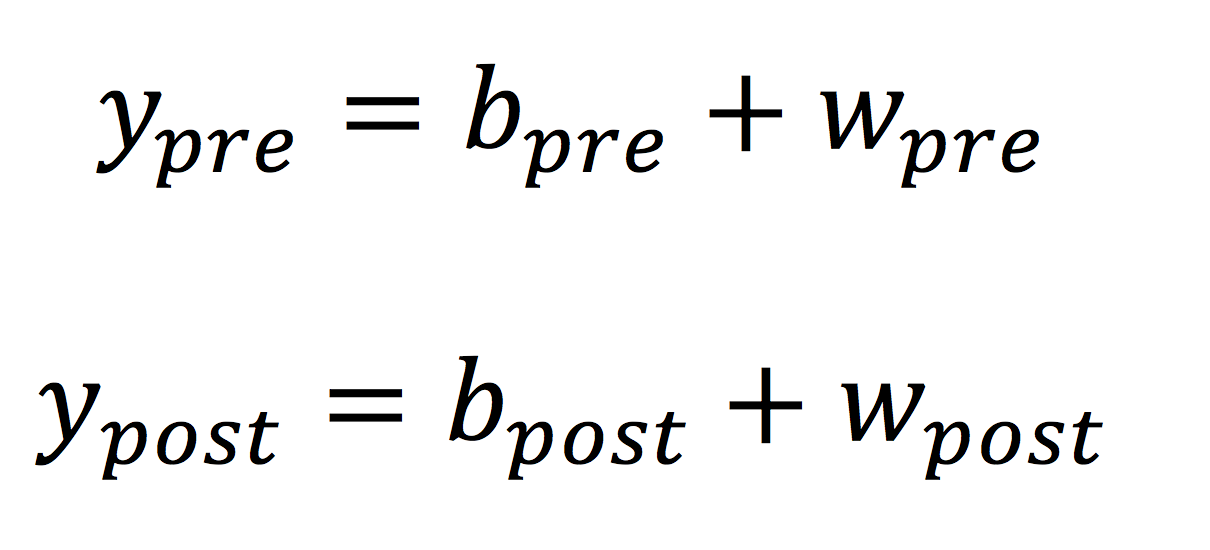 y_pre = b_pre + w_pre
y_post = b_post + w_post